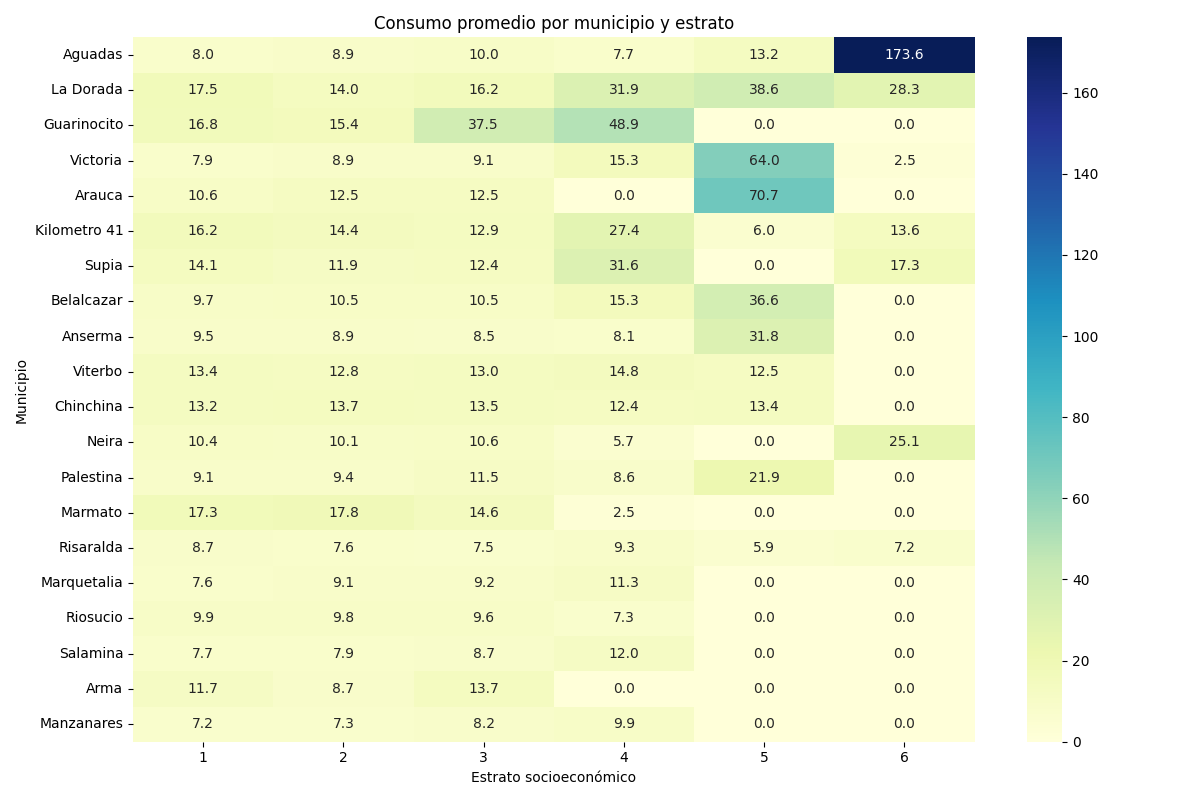 Consumo promedio por municipio y estrato
Aguadas 8.0 8.9 10.0 7.7 13.2 173.6
La Dorada 17.5 14.0 16.2 31.9 38.6 28.3
Guarinocito 16.8 15.4 37.5 48.9 0.0 0.0
Victoria 7.9 8.9 9.1 15.3 64.0 2.5
Arauca 10.6 12.5 12.5 0.0 70.7 0.0
Kilometro 41 16.2 14.4 12.9 27.4 6.0 13.6
Supia 14.1 11.9 12.4 31.6 0.0 17.3
Belalcazar 9.7 10.5 10.5 15.3 36.6 0.0
Anserma 9.5 8.9 8.5 8.1 31.8 0.0
Viterbo 13.4 12.8 13.0 14.8 12.5 0.0
Chinchina 13.2 13.7 13.5 12.4 13.4 0.0
Neira 10.4 10.1 10.6 5.7 0.0 25.1
Palestina 9.1 9.4 11.5 8.6 21.9 0.0
Marmato 17.3 17.8 14.6 2.5 0.0 0.0
Risaralda 8.7 7.6 7.5 9.3 5.9 7.2
Marquetalia 7.6 9.1 9.2 11.3 0.0 0.0
Riosucio 9.9 9.8 9.6 7.3 0.0 0.0
Salamina 7.7 7.9 8.7 12.0 0.0 0.0
Arma 11.7 8.7 13.7 0.0 0.0 0.0
Manzanares 7.2 7.3 8.2 9.9 0.0 0.0
1 2 3 4 5 6
Estrato socioeconómico
Municipio
160
140
120
100
80
60
40
20
0